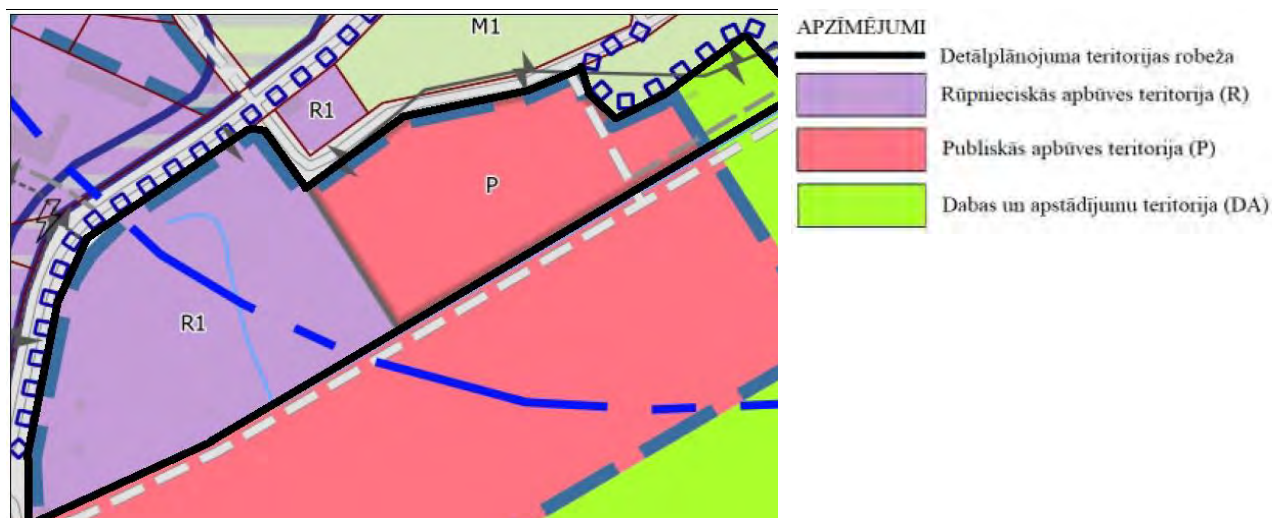 M1
R1
P
R1
APZĪMĒJUMI
Detālplānojuma teritorijas robeža
Rūpnieciskās apbūves teritorija (R)
Publiskās apbūves teritorija (P)
Dabas un apstādījumu teritorija (DA)